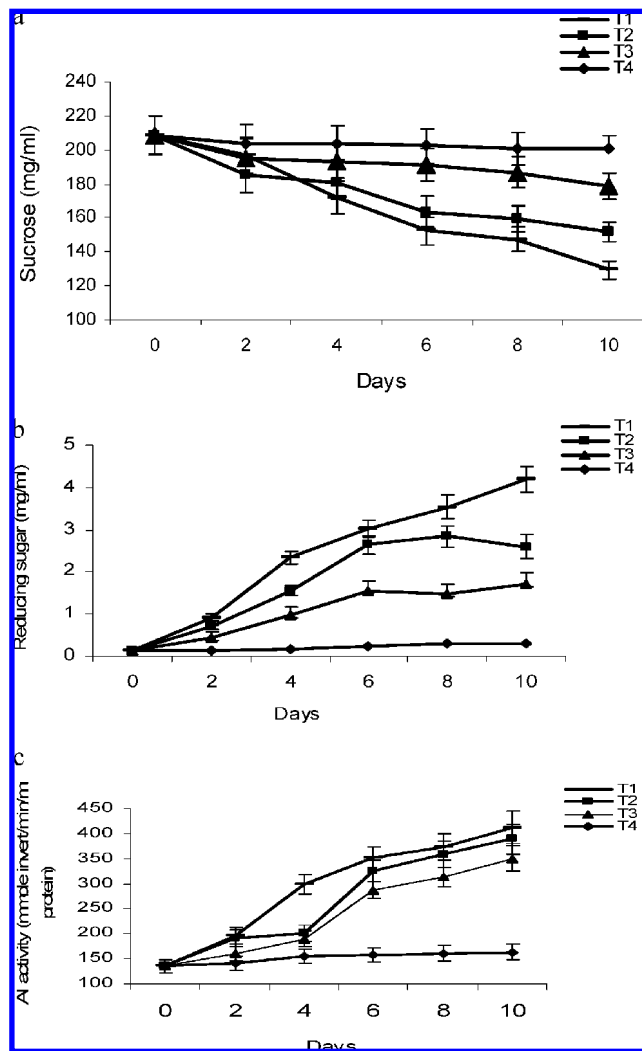 a
T1
T2
T3
T4
Sucrose (mg/ml)
240
220
200
180
160
140
120
100
0 2 4 6 8 10
Days
b
T1
T2
T3
T4
Reducing sugar (mg/ml)
5
4
3
2
1
0
0 2 4 6 8 10
Days
c
T1
T2
T3
T4
AI activity (mmole invert/min/m
protein)
450
400
350
300
250
200
150
100
0 2 4 6 8 10
Days